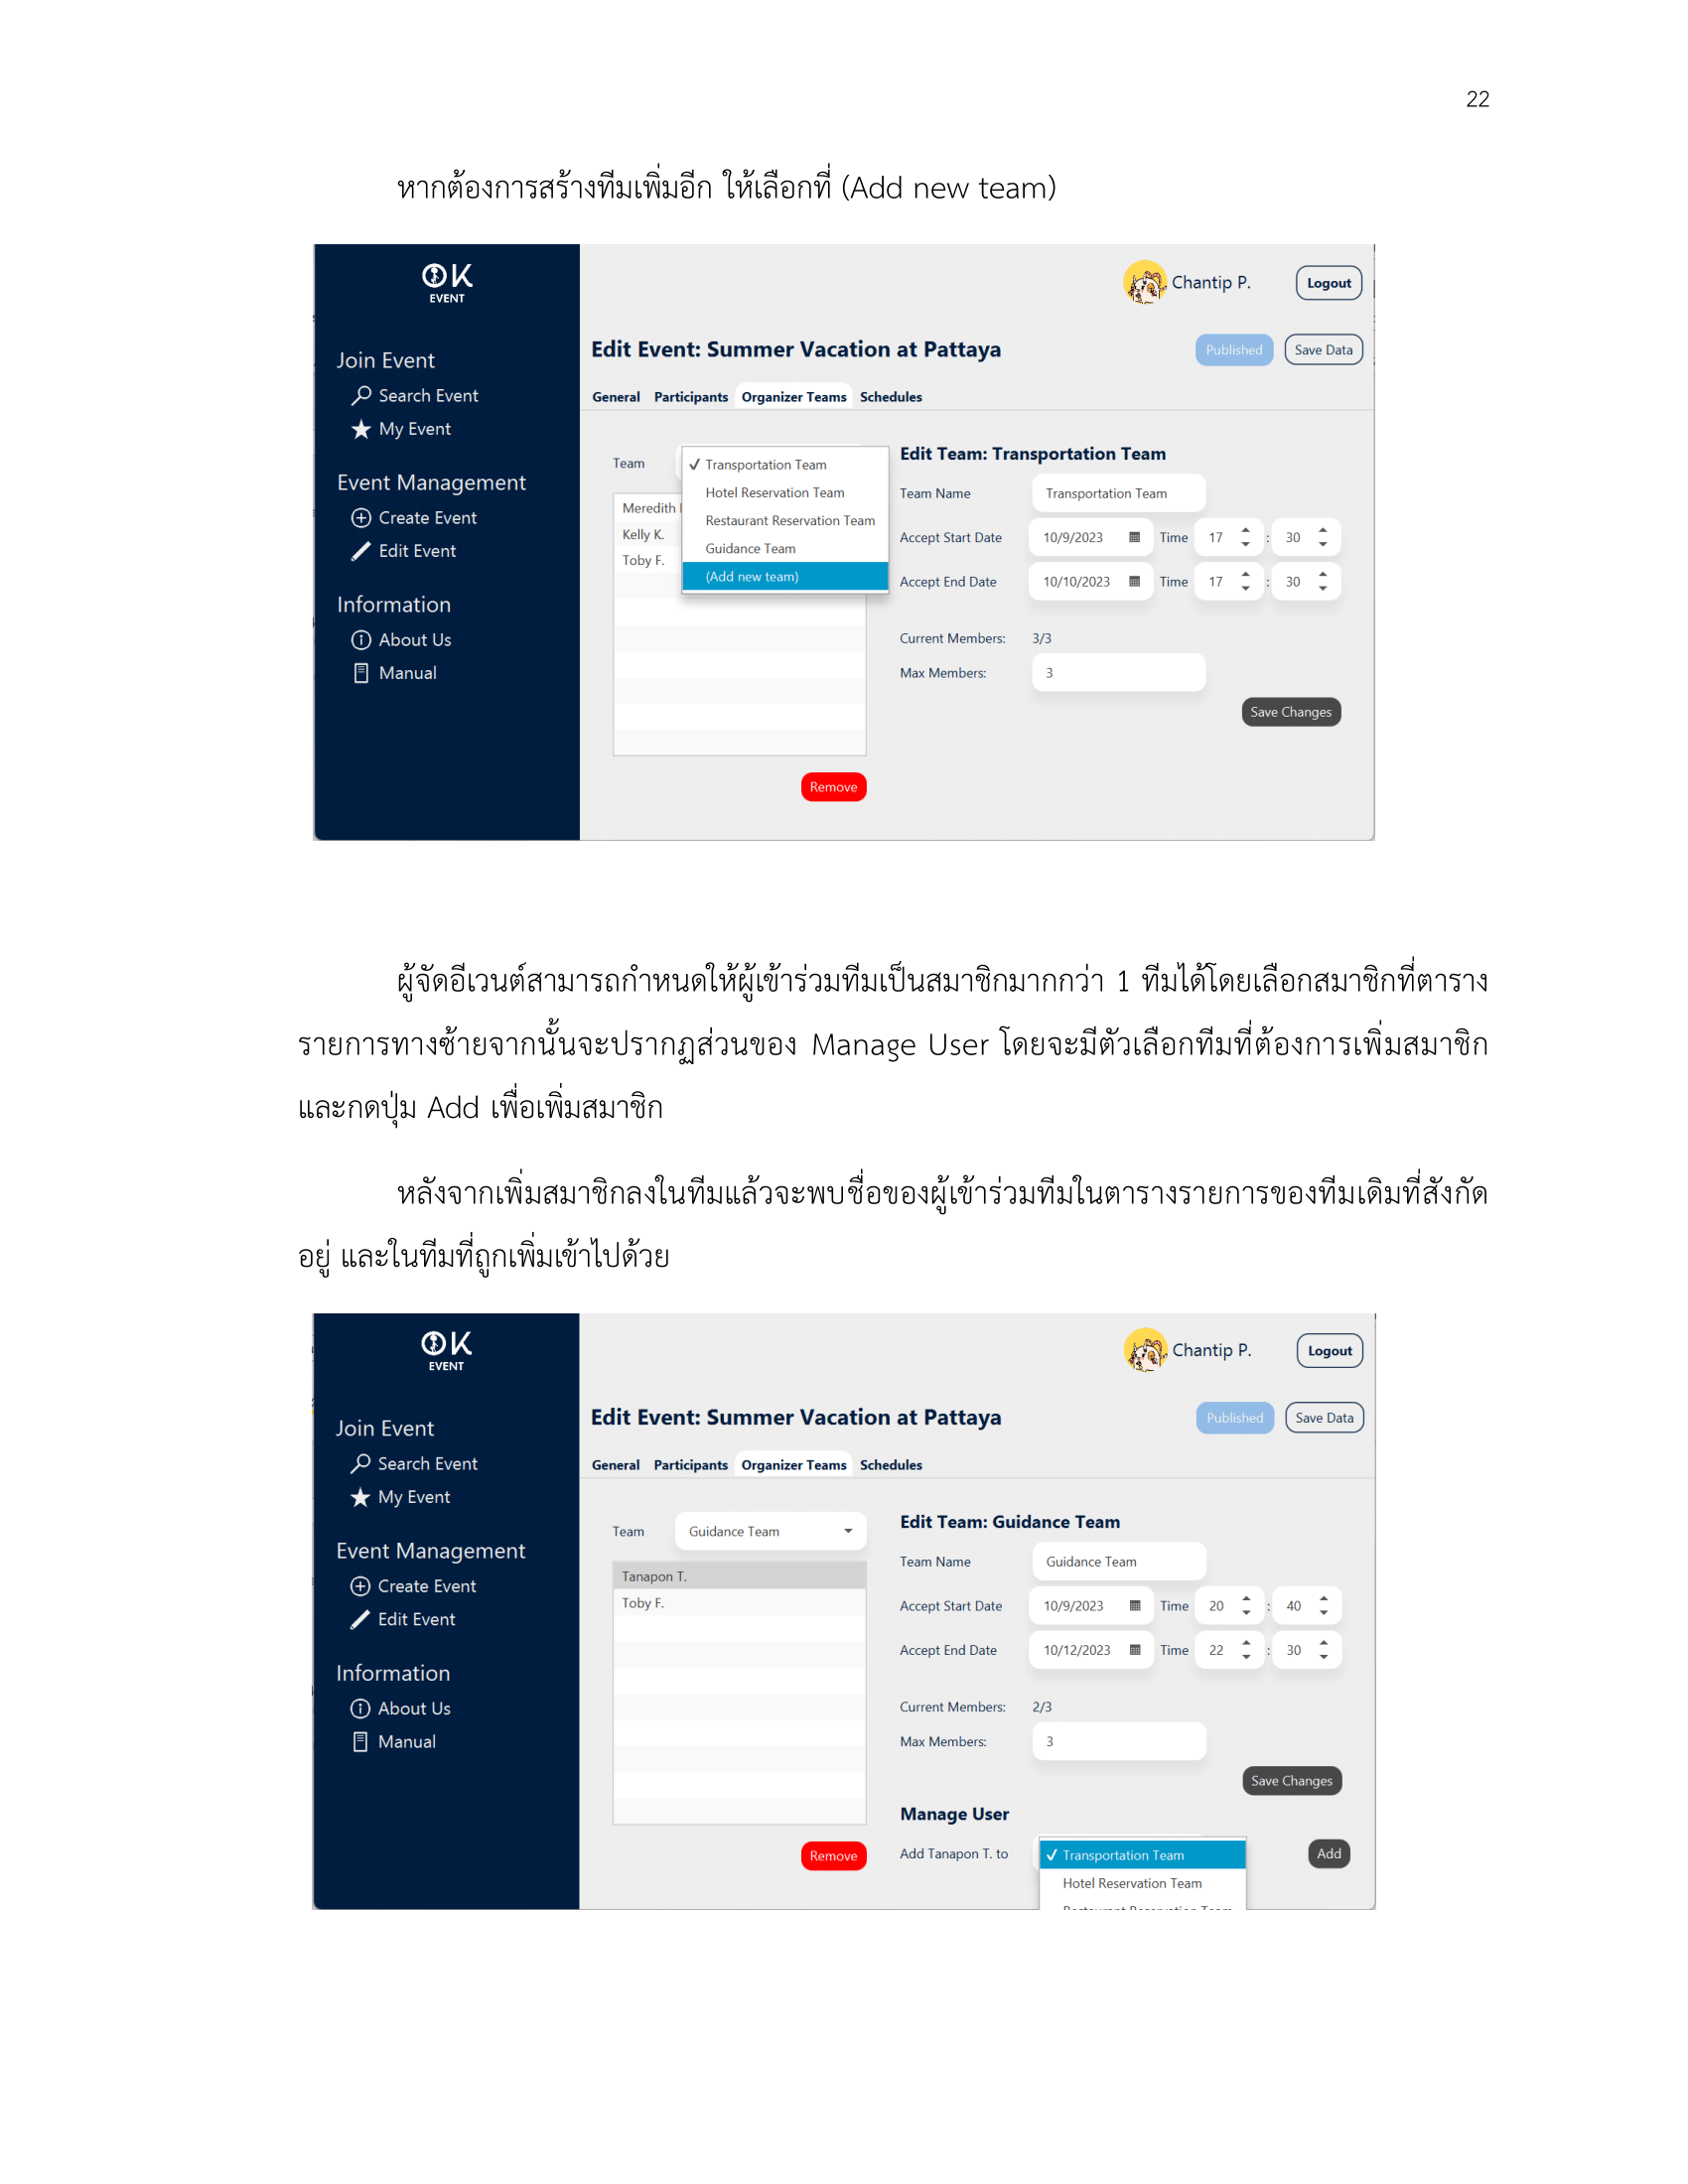 22
หากต้องการสร้างทีมเพิ่มอีก ให้เลือกที่ (Add new team)
OK
EVENT
Chantip P.
Logout
Join Event
Search Event
My Event
Event Management
Create Event
Edit Event
Information
About Us
Manual
Edit Event: Summer Vacation at Pattaya
Published
Save Data
General Participants Organizer Teams Schedules
Team
✓ Transportation Team
Hotel Reservation Team
Restaurant Reservation Team
Guidance Team
(Add new team)
Meredith
Kelly K.
Toby F.
Remove
Edit Team: Transportation Team
Team Name Transportation Team
Accept Start Date 10/9/2023 Time 17 : 30
Accept End Date 10/10/2023 Time 17 : 30
Current Members: 3/3
Max Members: 3
Save Changes
ผู้จัดอีเวนต์สามารถกำหนดให้ผู้เข้าร่วมทีมเป็นสมาชิกมากกว่า 1 ทีมได้โดยเลือกสมาชิกที่ตาราง
รายการทางซ้ายจากนั้นจะปรากฏส่วนของ Manage User โดยจะมีตัวเลือกทีมที่ต้องการเพิ่มสมาชิก
และกดปุ่ม Add เพื่อเพิ่มสมาชิก
หลังจากเพิ่มสมาชิกลงในทีมแล้วจะพบชื่อของผู้เข้าร่วมทีมในตารางรายการของทีมเดิมที่สังกัด
อยู่ และในทีมที่ถูกเพิ่มเข้าไปด้วย
OK
EVENT
Chantip P.
Logout
Join Event
Search Event
My Event
Event Management
Create Event
Edit Event
Information
About Us
Manual
Edit Event: Summer Vacation at Pattaya
Published
Save Data
General Participants Organizer Teams Schedules
Team Guidance Team
Tanapon T.
Toby F.
Remove
Edit Team: Guidance Team
Team Name Guidance Team
Accept Start Date 10/9/2023 Time 20 : 40
Accept End Date 10/12/2023 Time 22 : 30
Current Members: 2/3
Max Members: 3
Save Changes
Manage User
Add Tanapon T. to
✓ Transportation Team
Hotel Reservation Team
Restaurant Reservation Team
Add